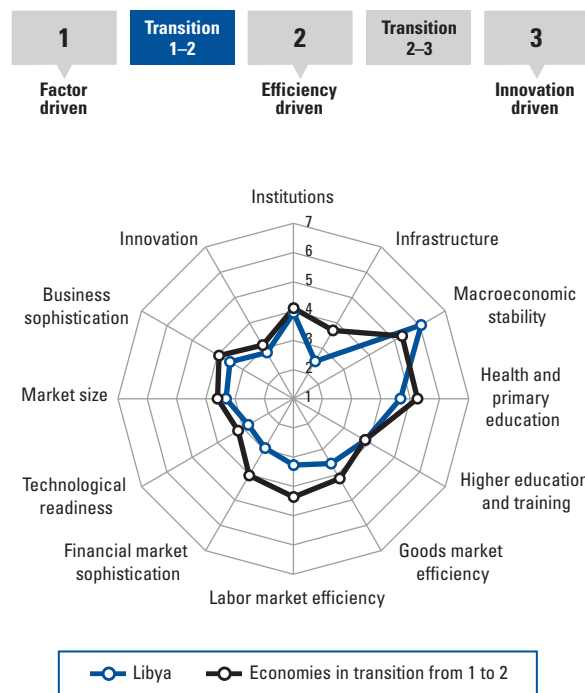 1
Transition
1–2
2
Transition
2–3
3
Factor
driven
Efficiency
driven
Innovation
driven
Institutions
7
6
5
4
3
2
1
Infrastructure
Macroeconomic
stability
Health and
primary
education
Higher education
and training
Goods market
efficiency
Labor market efficiency
Financial market
sophistication
Technological
readiness
Market size
Business
sophistication
Innovation
Libya
Economies in transition from 1 to 2